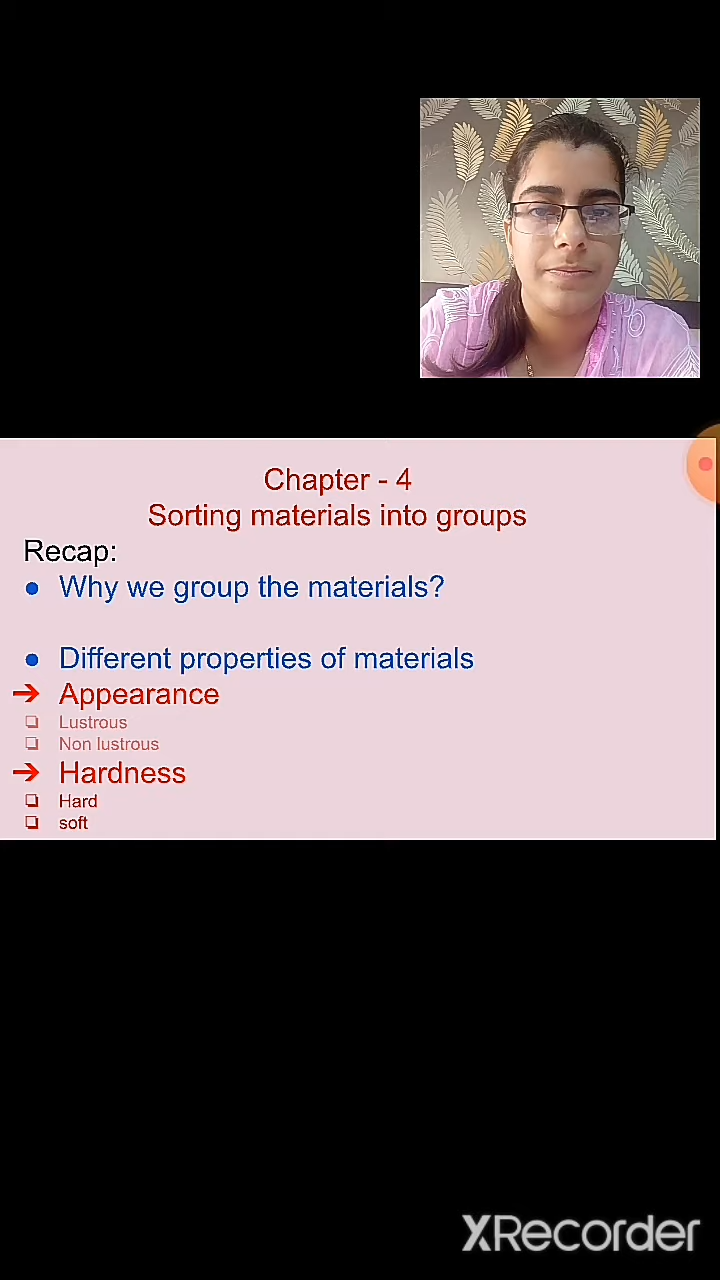 Chapter - 4
Sorting materials into groups
Recap:
● Why we group the materials?
● Different properties of materials
➔ Appearance
❏ Lustrous
❏ Non lustrous
➔ Hardness
❏ Hard
❏ soft
XRecorder